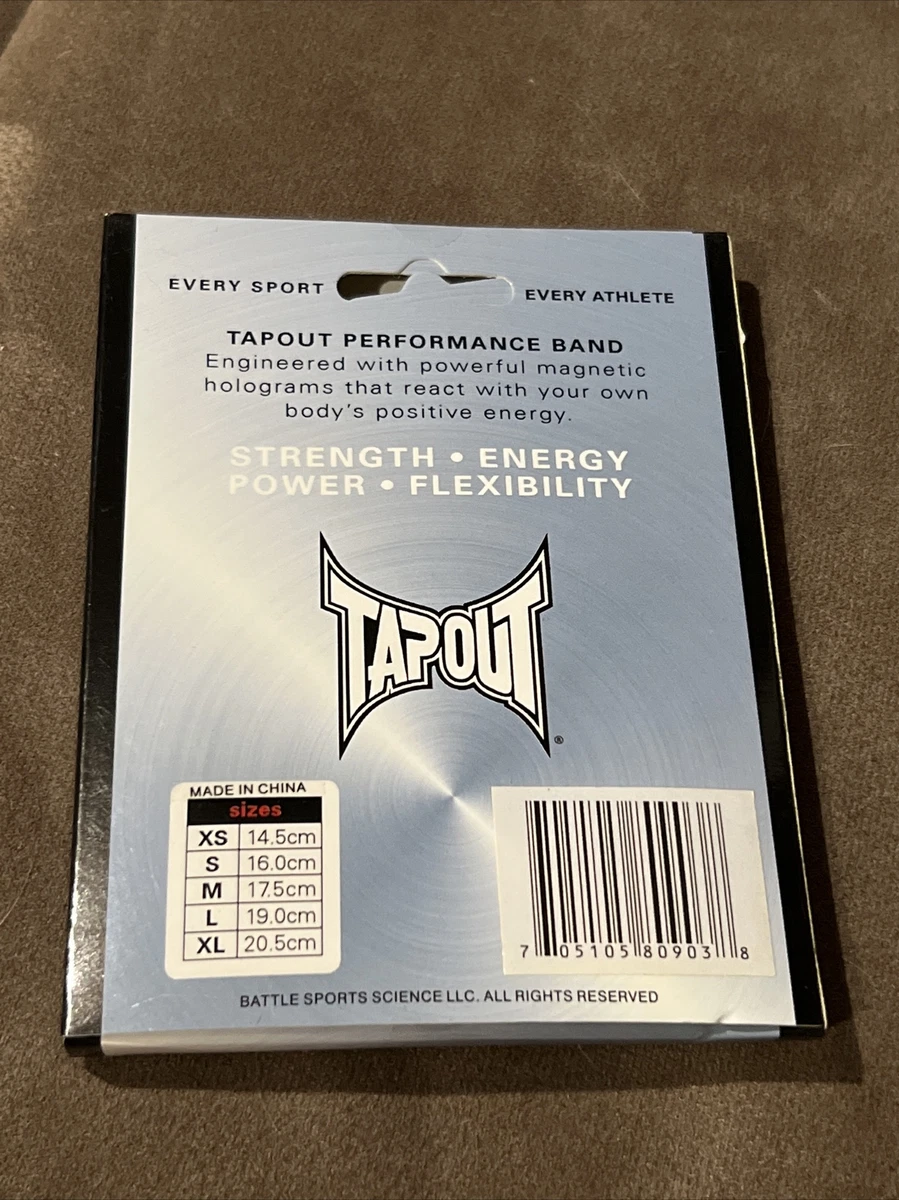 EVERY SPORT
EVERY ATHLETE
TAPOUT PERFORMANCE BAND
Engineered with powerful magnetic
holograms that react with your own
body's positive energy.
STRENGTH • ENERGY
POWER • FLEXIBILITY
TAPOUT®
MADE IN CHINA
sizes
XS 14.5cm
S 16.0cm
M 17.5cm
L 19.0cm
XL 20.5cm
7 05105 80903 8
BATTLE SPORTS SCIENCE LLC. ALL RIGHTS RESERVED